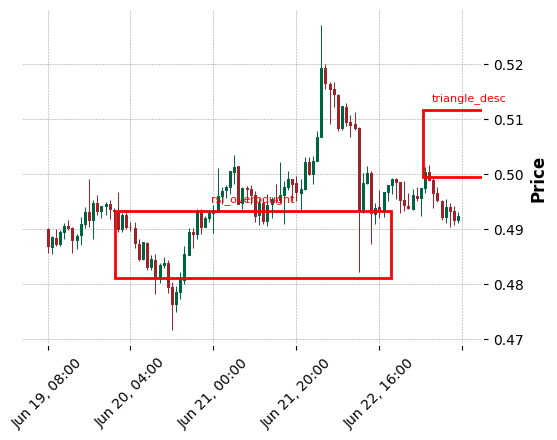 triangle_desc
rsi_overbought
0.52
0.51
0.50
0.49
0.48
0.47
Price
Jun 19, 08:00
Jun 20, 04:00
Jun 21, 00:00
Jun 21, 20:00
Jun 22, 16:00